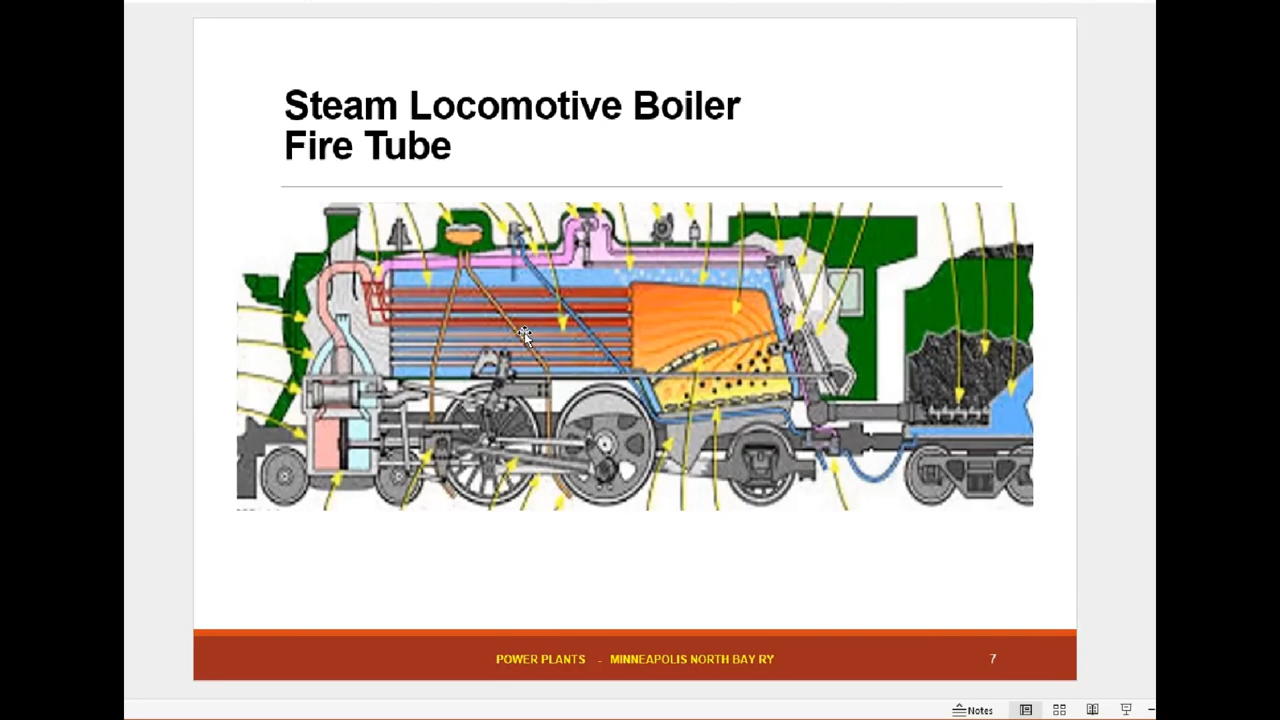 Steam Locomotive Boiler
Fire Tube
POWER PLANTS - MINNEAPOLIS NORTH BAY RY
7
Notes